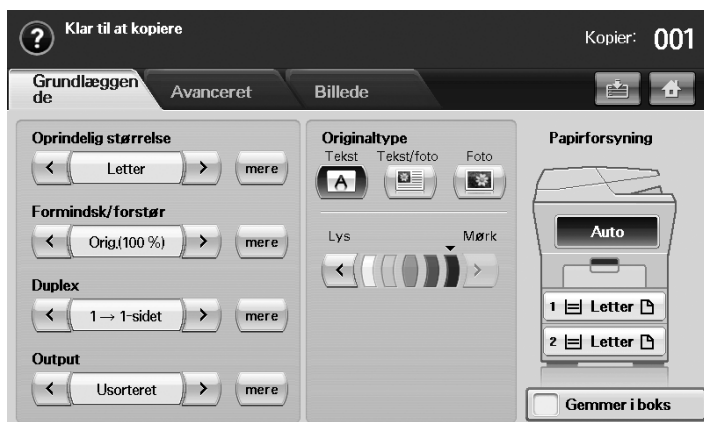 ?
Klar til at kopiere
Kopier: 001
Grundlæggen
de
Avanceret
Billede
Oprindelig størrelse
< Letter > mere
Formindsk/forstør
< Orig.(100 %) > mere
Duplex
< 1 → 1-sidet > mere
Output
< Usorteret > mere
Originaltype
Tekst Tekst/foto Foto
A
Lys Mørk
< >
Papirforsyning
Auto
1 Letter
2 Letter
Gemmer i boks